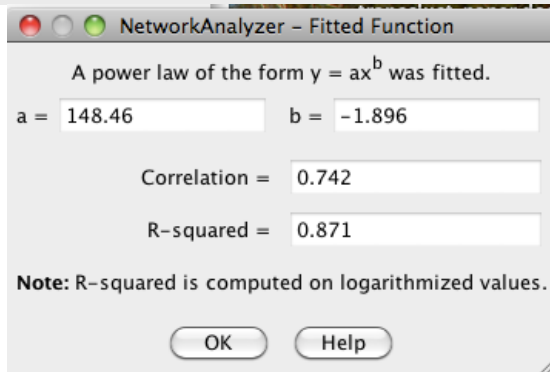 NetworkAnalyzer – Fitted Function
A power law of the form y = ax^b was fitted.
a = 148.46 b = -1.896
Correlation = 0.742
R-squared = 0.871
Note: R-squared is computed on logarithmized values.
OK Help